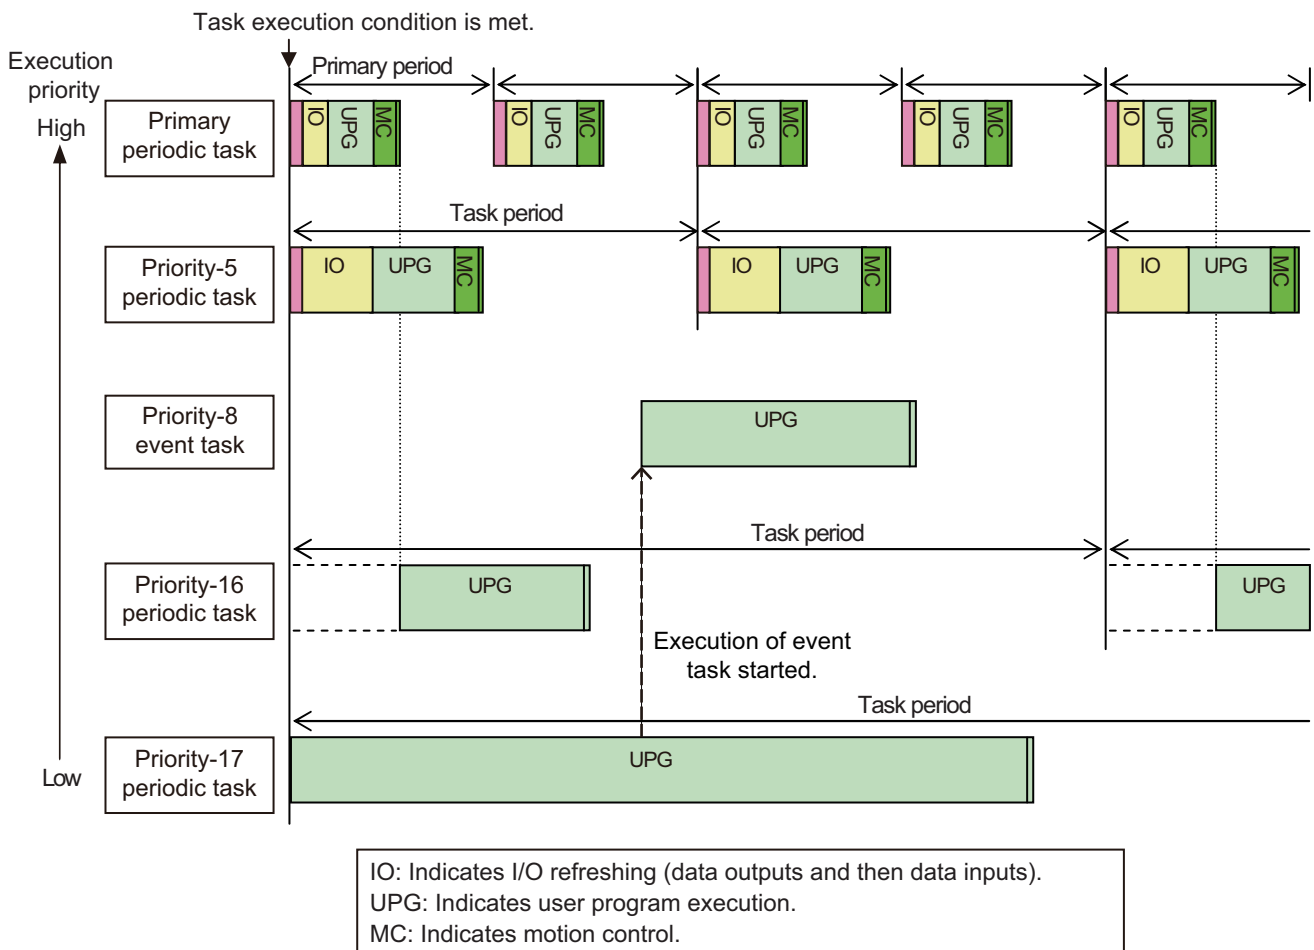 Task execution condition is met.
Execution
priority
High
Primary period
Primary
periodic task
IO
UPG
MC
IO
UPG
MC
IO
UPG
MC
IO
UPG
MC
IO
UPG
MC
Task period
Priority-5
periodic task
IO
UPG
MC
IO
UPG
MC
IO
UPG
MC
Priority-8
event task
UPG
Task period
Priority-16
periodic task
UPG
UPG
Execution of event
task started.
Task period
Low
Priority-17
periodic task
UPG
IO: Indicates I/O refreshing (data outputs and then data inputs).
UPG: Indicates user program execution.
MC: Indicates motion control.